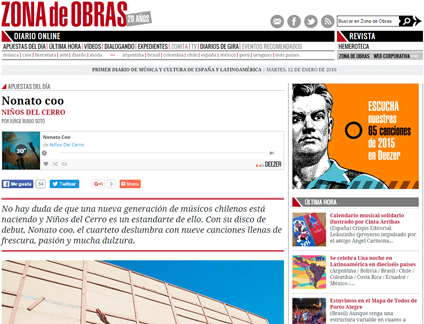 ZONA de OBRAS
20 AÑOS
Buscar en Zona de Obras
DIARIO ONLINE
REVISTA
APUESTAS DEL DÍA | ÚLTIMA HORA | VÍDEOS | DIALOGANDO | EXPEDIENTES | ZONITA | TV | DIARIOS DE GIRA | EVENTOS RECOMENDADOS
HEMEROTECA
ZONA DE OBRAS
WEB CORPORATIVA
PRIMER DIARIO DE MÚSICA Y CULTURA DE ESPAÑA Y LATINOAMÉRICA | MARTES, 12 DE ENERO DE 2016
APUESTAS DEL DÍA
Nonato coo
NIÑOS DEL CERRO
POR JORGE RUBIO SOTO
30"
Nonato Coo
de Niños Del Cerro
DEEZER
Me gusta 54
Twittear
G+1 0
Share
No hay duda de que una nueva generación de músicos chilenos está
naciendo y Niños del Cerro es un estandarte de ello. Con su disco de
debut, Nonato coo, el cuarteto deslumbra con nueve canciones llenas de
frescura, pasión y mucha dulzura.
ESCUCHA
nuestras
65 canciones
de 2015
en Deezer
ÚLTIMA HORA
Calendario musical solidario
ilustrado por Cinta Arribas
(España) Crispis Editorial,
Leãozinho (proyecto impulsado
por el amigo Ángel Carmona...
Se celebra Una noche en
Latinoamérica en dieciséis países
(Argentina / Bolivia / Brasil / Chile
/ Colombia / Costa Rica / Ecuador /
México /...
Estuvimos en el Mapa de Todos de
Porto Alegre
(Brasil) Aunque tenga una
estructura variable en cuanto a